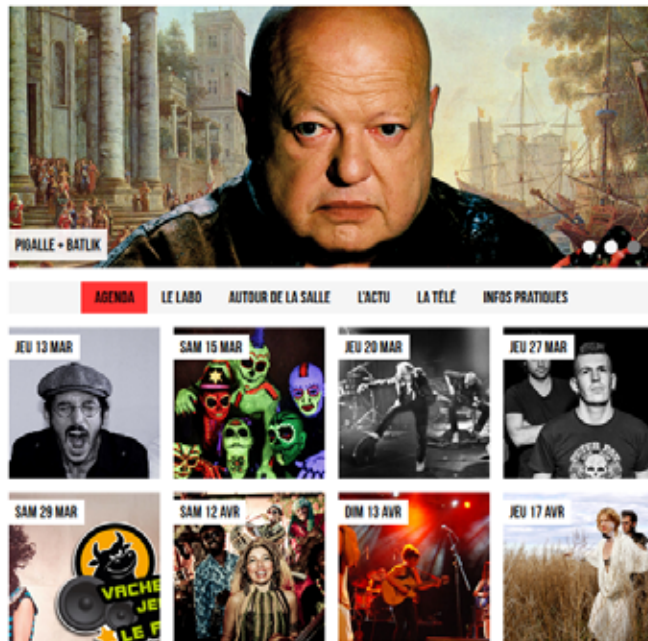 PIGALLE + BATLIK
AGENDA LE LABO AUTOUR DE LA SALLE L'ACTU LA TÉLÉ INFOS PRATIQUES
JEU 13 MAR SAM 15 MAR JEU 20 MAR JEU 27 MAR
SAM 29 MAR SAM 12 AVR DIM 13 AVR JEU 17 AVR
VACHE
JE
LE